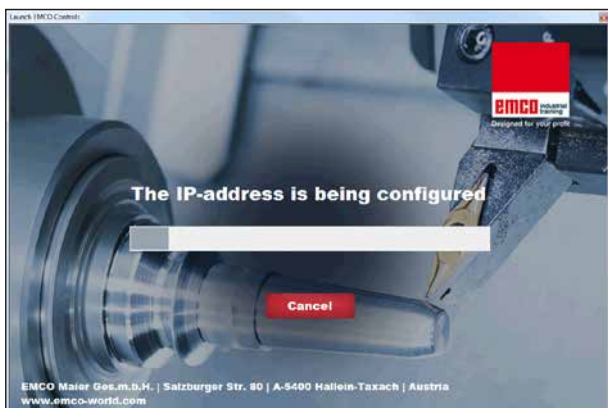 Launch EMCO Controls
emco industrial training
Designed for your profit
The IP-address is being configured
Cancel
EMCO Maier Ges.m.b.H. | Salzburger Str. 80 | A-5400 Hallein-Taxach | Austria
www.emco-world.com